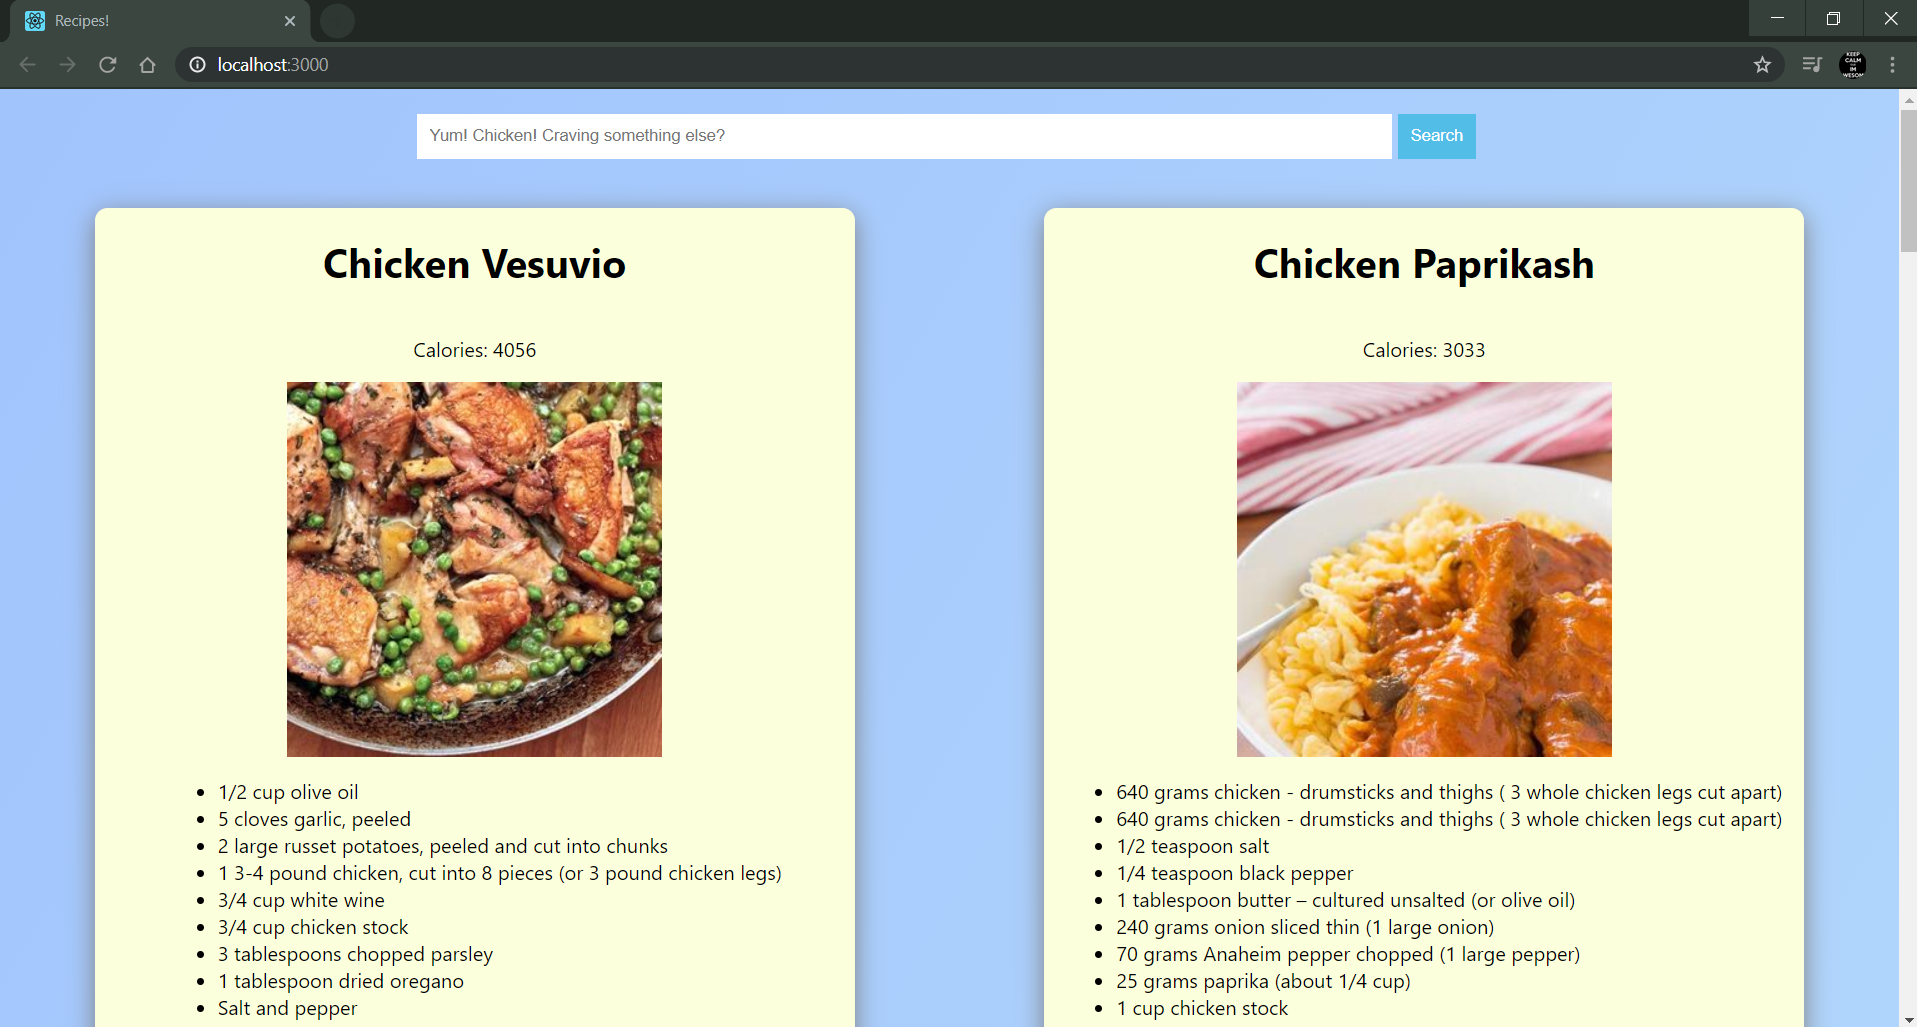 Recipes!
localhost:3000
KEEP
CALM
IM
Yum! Chicken! Craving something else?
Search
Chicken Vesuvio
Calories: 4056
1/2 cup olive oil
5 cloves garlic, peeled
2 large russet potatoes, peeled and cut into chunks
1 3-4 pound chicken, cut into 8 pieces (or 3 pound chicken legs)
3/4 cup white wine
3/4 cup chicken stock
3 tablespoons chopped parsley
1 tablespoon dried oregano
Salt and pepper
Chicken Paprikash
Calories: 3033
640 grams chicken - drumsticks and thighs ( 3 whole chicken legs cut apart)
640 grams chicken - drumsticks and thighs ( 3 whole chicken legs cut apart)
1/2 teaspoon salt
1/4 teaspoon black pepper
1 tablespoon butter – cultured unsalted (or olive oil)
240 grams onion sliced thin (1 large onion)
70 grams Anaheim pepper chopped (1 large pepper)
25 grams paprika (about 1/4 cup)
1 cup chicken stock